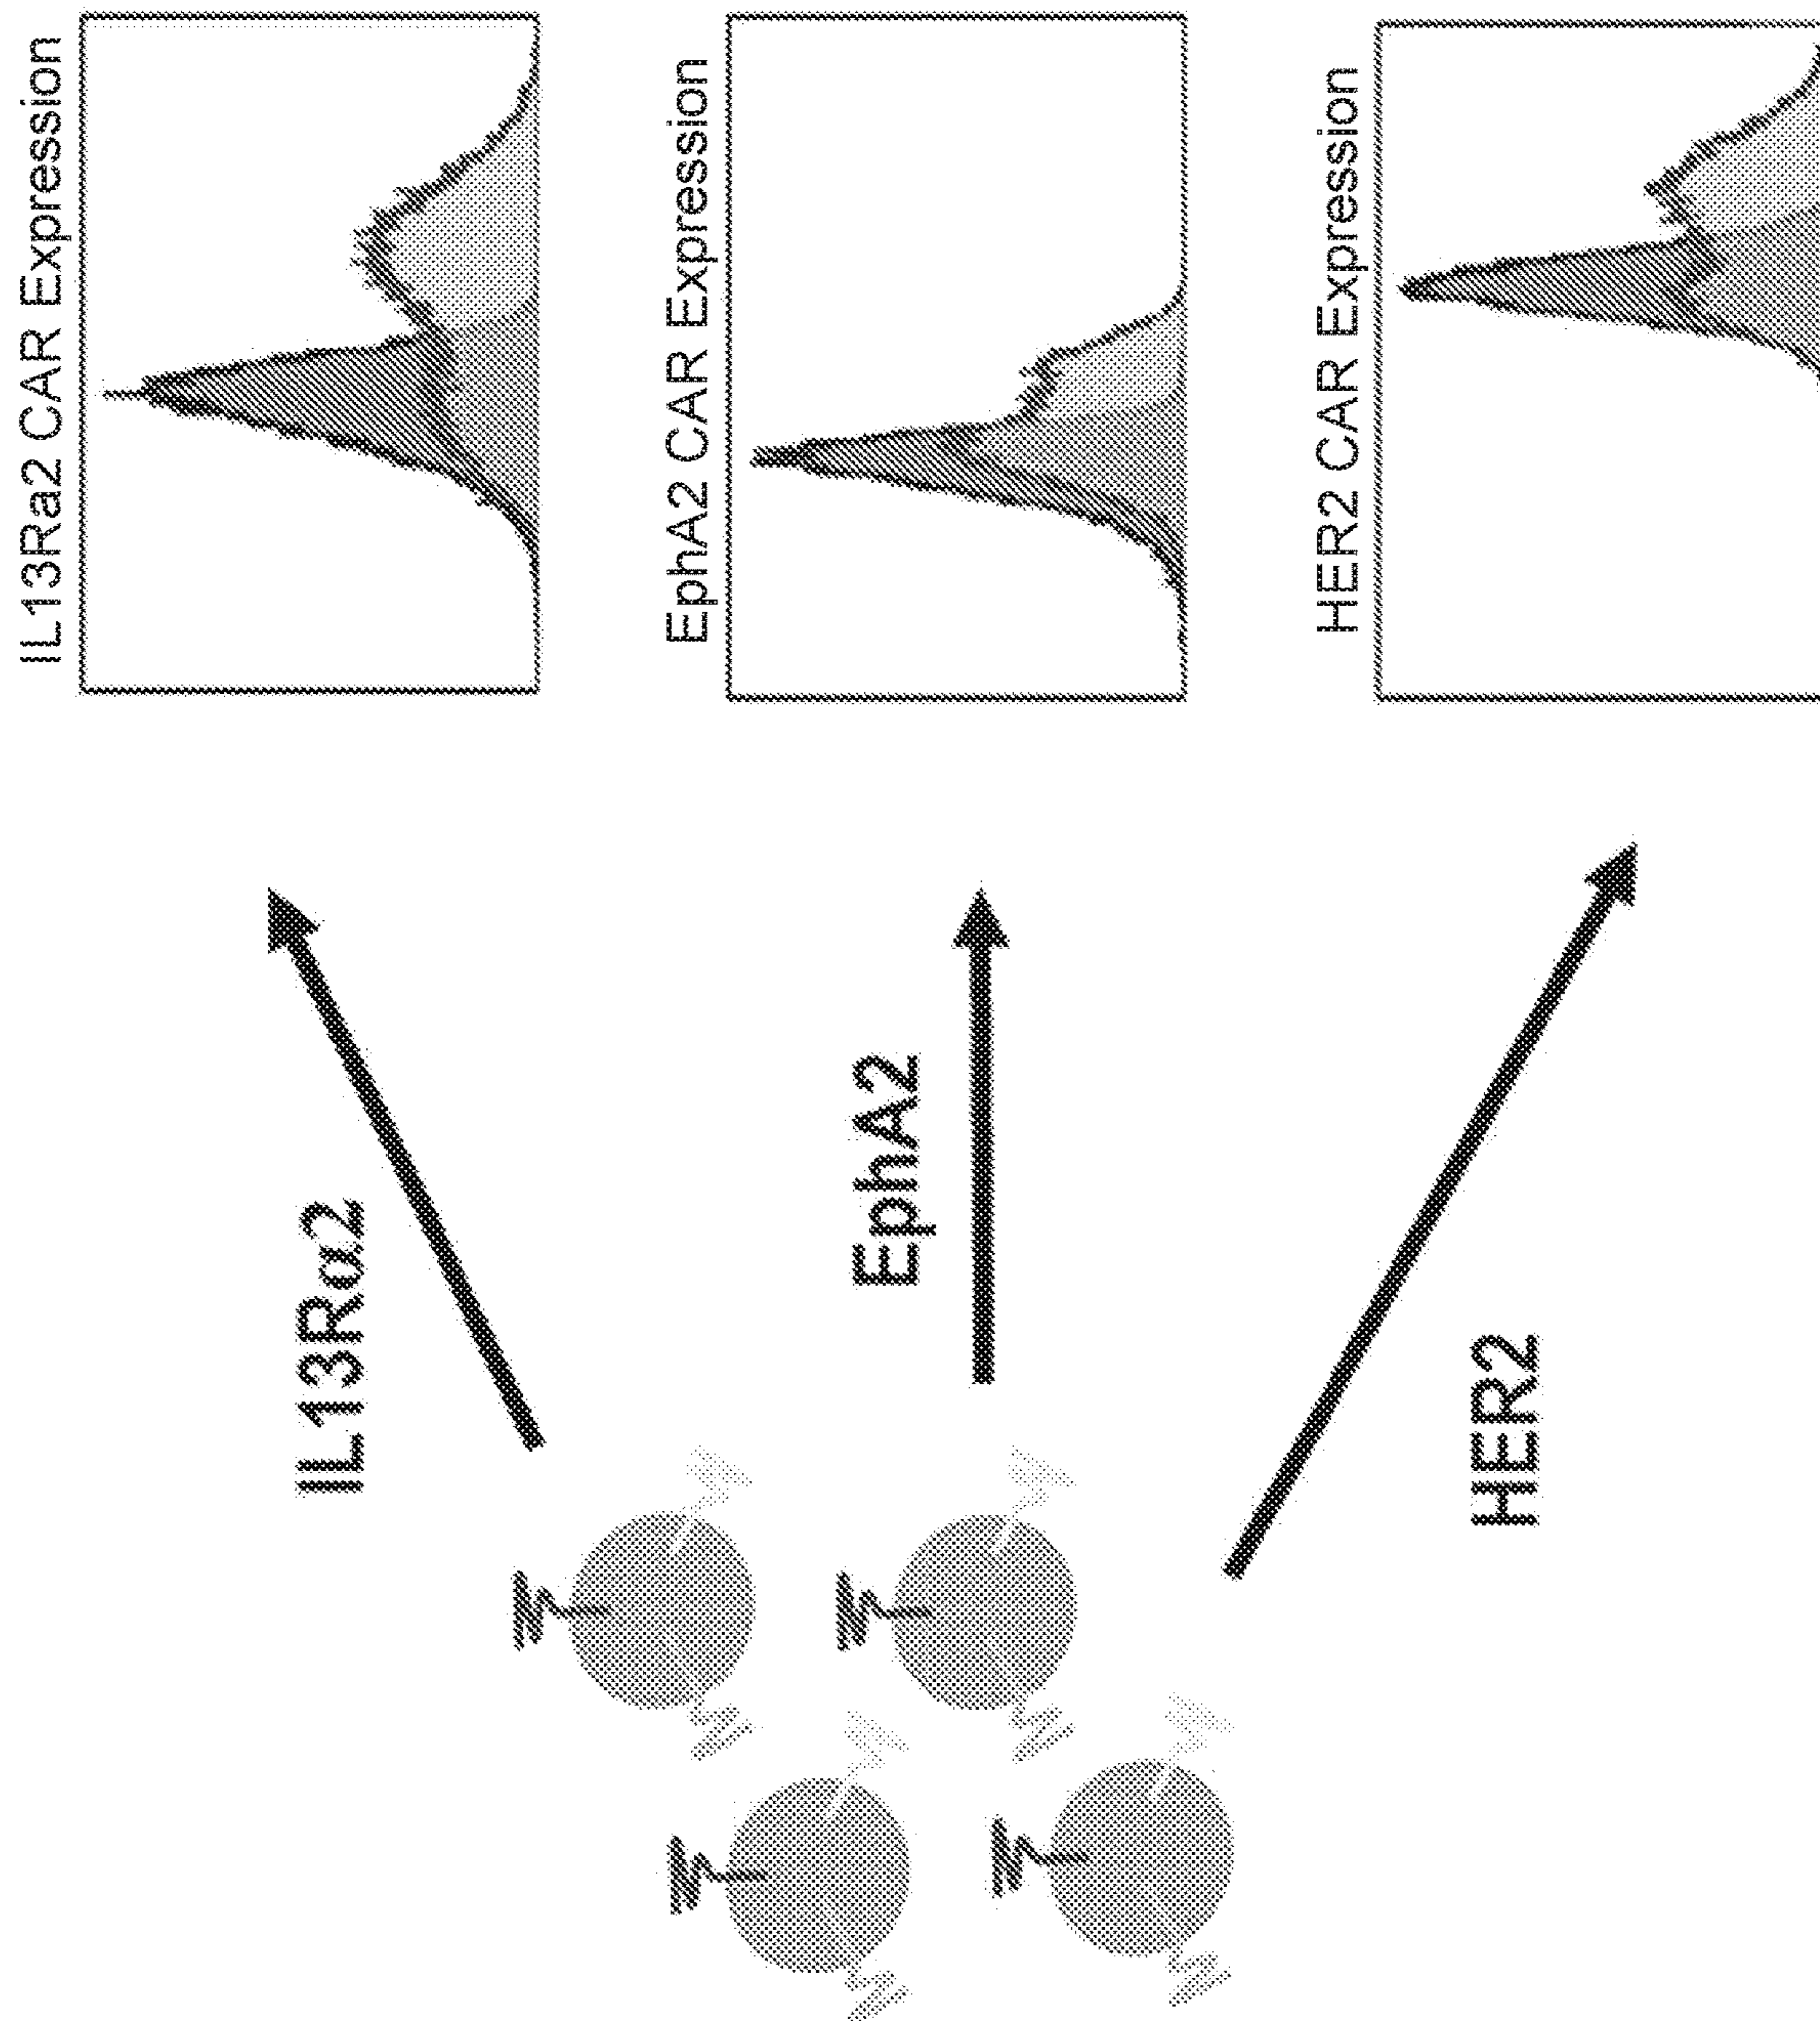 IL13Ra2 CAR Expression
EphA2 CAR Expression
HER2 CAR Expression
IL13Rα2
EphA2
HER2